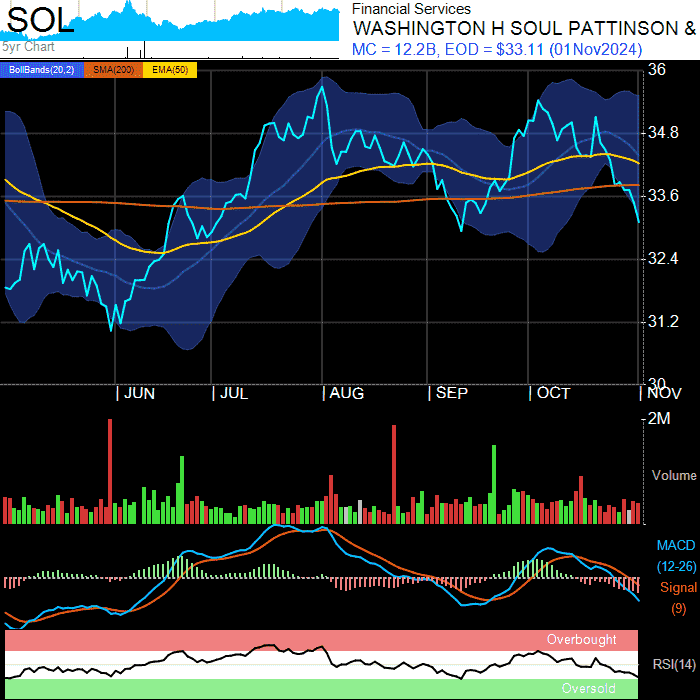 SOL
5yr Chart
Financial Services
WASHINGTON H SOUL PATTINSON &
MC = 12.2B, EOD = $33.11 (01Nov2024)
BollBands(20,2) SMA(200) EMA(50)
36
34.8
33.6
32.4
31.2
30
JUN JUL AUG SEP OCT NOV
2M
Volume
MACD
(12-26)
Signal
(9)
Overbought
RSI(14)
Oversold